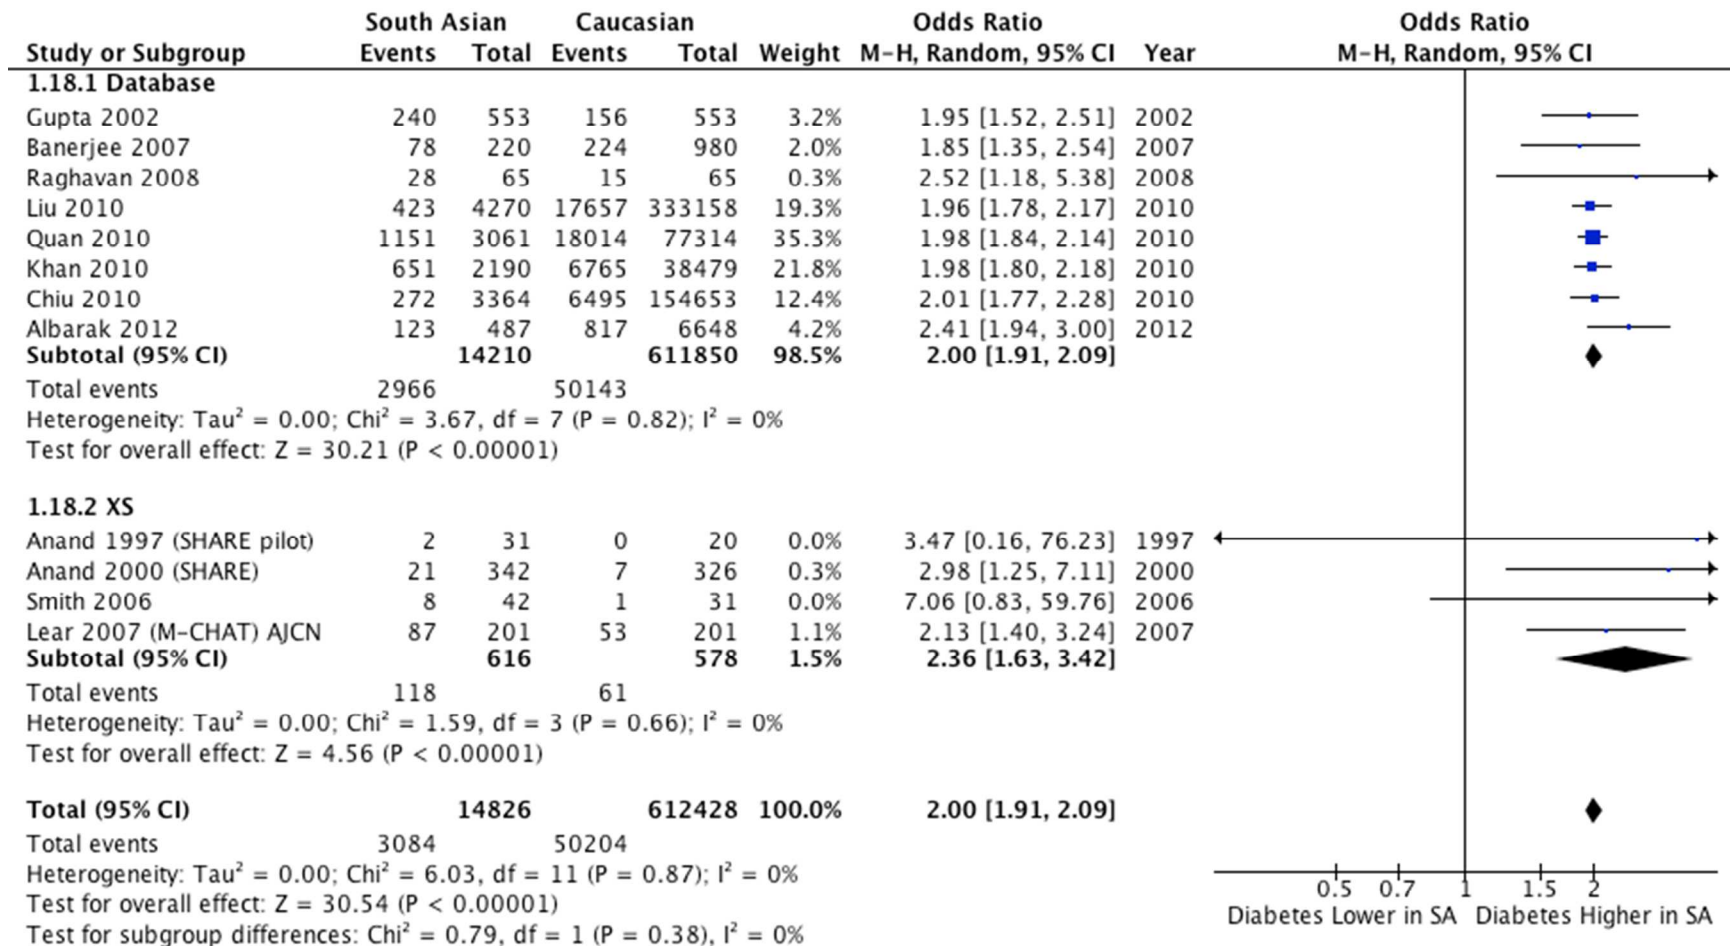 South Asian Caucasian Odds Ratio Odds Ratio
Study or Subgroup Events Total Events Total Weight M-H, Random, 95% CI Year M-H, Random, 95% CI
1.18.1 Database
Gupta 2002 240 553 156 553 3.2% 1.95 [1.52, 2.51] 2002
Banerjee 2007 78 220 224 980 2.0% 1.85 [1.35, 2.54] 2007
Raghavan 2008 28 65 15 65 0.3% 2.52 [1.18, 5.38] 2008
Liu 2010 423 4270 17657 333158 19.3% 1.96 [1.78, 2.17] 2010
Quan 2010 1151 3061 18014 77314 35.3% 1.98 [1.84, 2.14] 2010
Khan 2010 651 2190 6765 38479 21.8% 1.98 [1.80, 2.18] 2010
Chiu 2010 272 3364 6495 154653 12.4% 2.01 [1.77, 2.28] 2010
Albarak 2012 123 487 817 6648 4.2% 2.41 [1.94, 3.00] 2012
Subtotal (95% CI) 14210 611850 98.5% 2.00 [1.91, 2.09]
Total events 2966 50143
Heterogeneity: Tau² = 0.00; Chi² = 3.67, df = 7 (P = 0.82); I² = 0%
Test for overall effect: Z = 30.21 (P < 0.00001)
1.18.2 XS
Anand 1997 (SHARE pilot) 2 31 0 20 0.0% 3.47 [0.16, 76.23] 1997
Anand 2000 (SHARE) 21 342 7 326 0.3% 2.98 [1.25, 7.11] 2000
Smith 2006 8 42 1 31 0.0% 7.06 [0.83, 59.76] 2006
Lear 2007 (M-CHAT) AJCN 87 201 53 201 1.1% 2.13 [1.40, 3.24] 2007
Subtotal (95% CI) 616 578 1.5% 2.36 [1.63, 3.42]
Total events 118 61
Heterogeneity: Tau² = 0.00; Chi² = 1.59, df = 3 (P = 0.66); I² = 0%
Test for overall effect: Z = 4.56 (P < 0.00001)
Total (95% CI) 14826 612428 100.0% 2.00 [1.91, 2.09]
Total events 3084 50204
Heterogeneity: Tau² = 0.00; Chi² = 6.03, df = 11 (P = 0.87); I² = 0%
Test for overall effect: Z = 30.54 (P < 0.00001)
Test for subgroup differences: Chi² = 0.79, df = 1 (P = 0.38), I² = 0%
0.5 0.7 1 1.5 2
Diabetes Lower in SA Diabetes Higher in SA